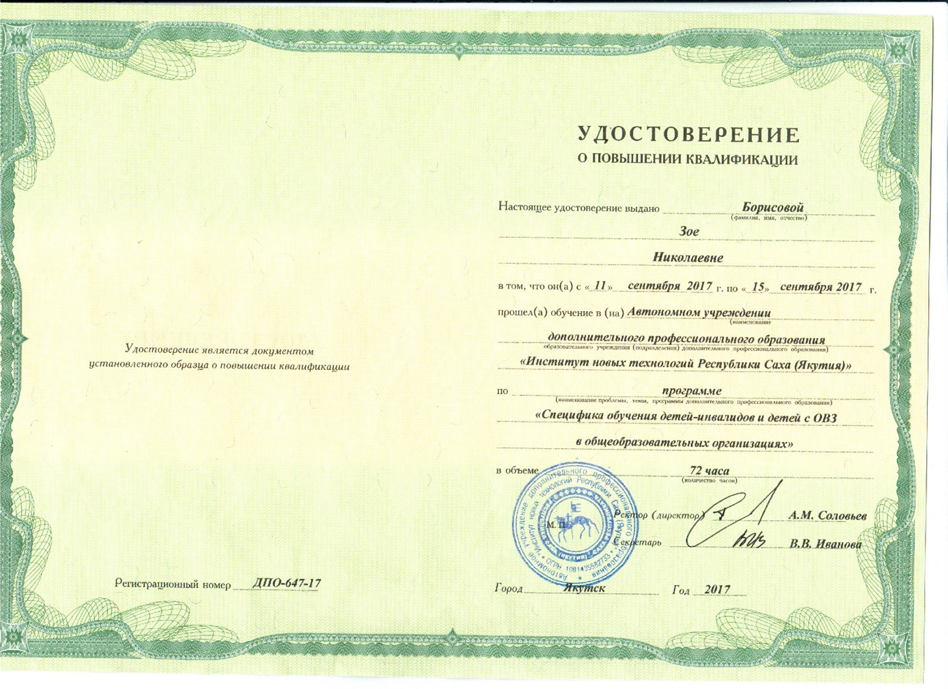 Удостоверение является документом
установленного образца о повышении квалификации
Регистрационный номер ДПО-647-17
УДОСТОВЕРЕНИЕ
О ПОВЫШЕНИИ КВАЛИФИКАЦИИ
Настоящее удостоверение выдано Борисовой
(фамилия, имя, отчество)
Зое
Николаевне
в том, что он(а) с «11» сентября 2017 г. по «15» сентября 2017 г.
прошел(а) обучение в (на) Автономном учреждении
(наименование
дополнительного профессионального образования
образовательного учреждения (подразделения) дополнительного профессионального образования)
«Институт новых технологий Республики Саха (Якутия)»
по программе
(наименование проблемы, темы, программы дополнительного профессионального образования)
«Специфика обучения детей-инвалидов и детей с ОВЗ
в общеобразовательных организациях»
в объеме 72 часа
(количество часов)
М.П.
Ректор (директор) А.М. Соловьев
Секретарь В.В. Иванова
Город Якутск Год 2017